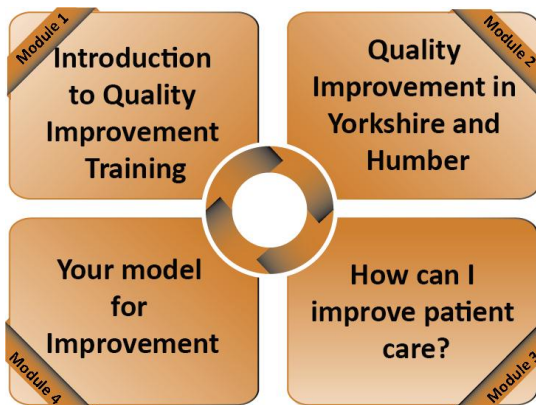 Module 1
Introduction
to Quality
Improvement
Training
Module 2
Quality
Improvement in
Yorkshire and
Humber
Your model
for
Improvement
Module 4
How can I
improve patient
care?
Module 3